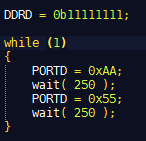 DDRD = 0b11111111;
while (1)
{
PORTD = 0xAA;
wait( 250 );
PORTD = 0x55;
wait( 250 );
}